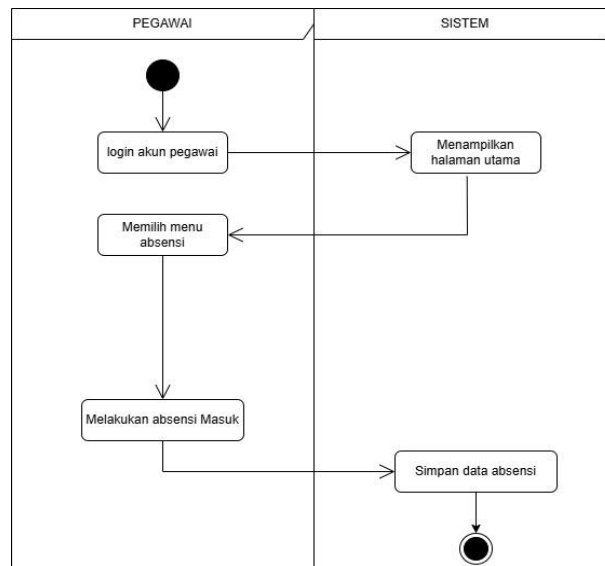 PEGAWAI
SISTEM
login akun pegawai
Menampilkan
halaman utama
Memilih menu
absensi
Melakukan absensi Masuk
Simpan data absensi